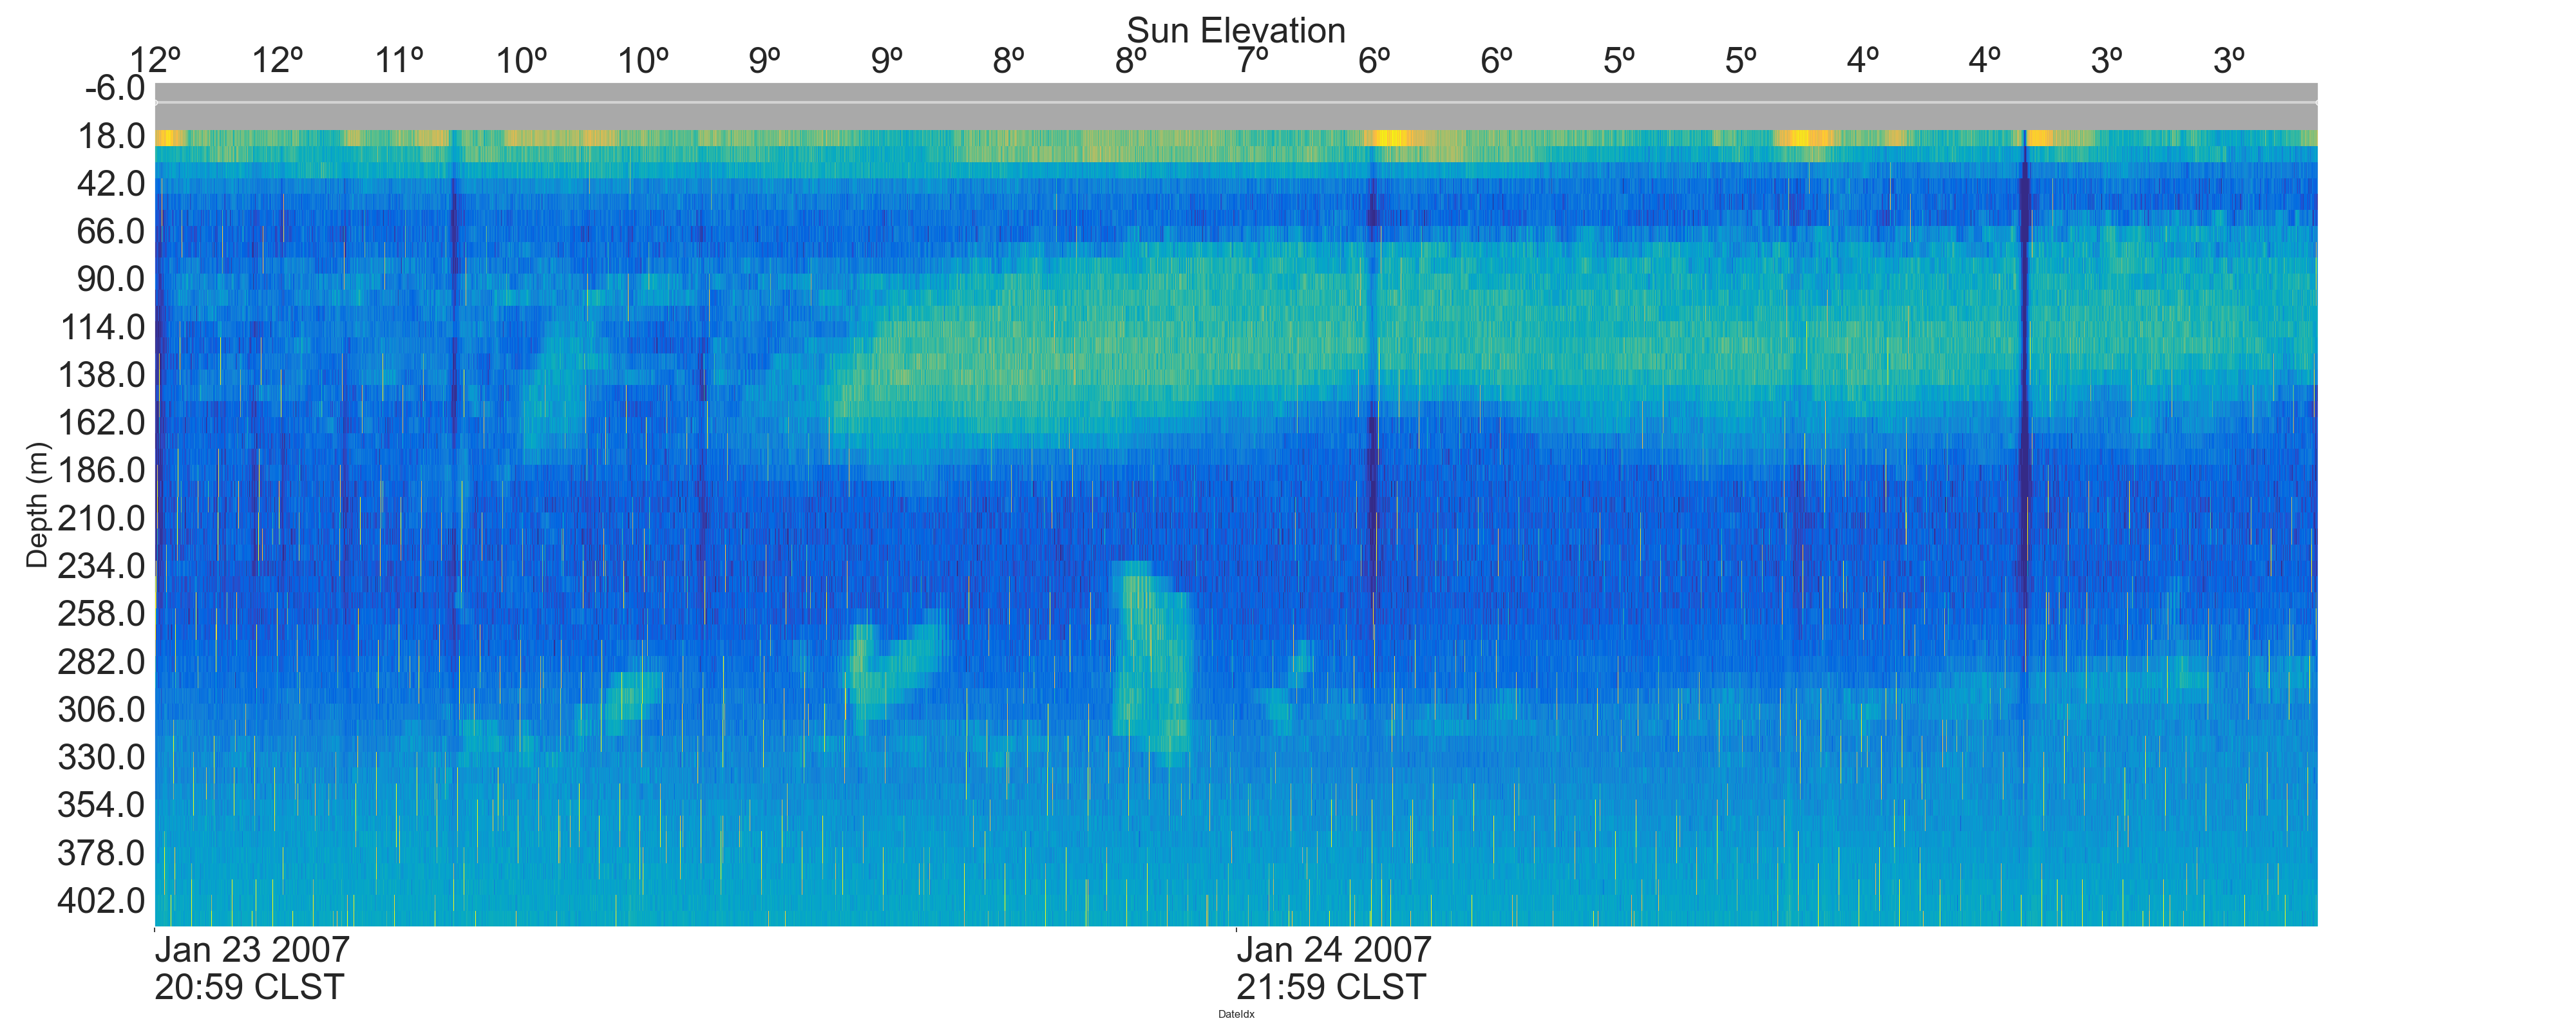 Sun Elevation
12º 12º 11º 10º 10º 9º 9º 8º 8º 7º 6º 6º 5º 5º 4º 4º 3º 3º
-6.0
18.0
42.0
66.0
90.0
114.0
138.0
162.0
186.0
210.0
234.0
258.0
282.0
306.0
330.0
354.0
378.0
402.0
Depth (m)
Jan 23 2007
20:59 CLST
Jan 24 2007
21:59 CLST
DateIdx